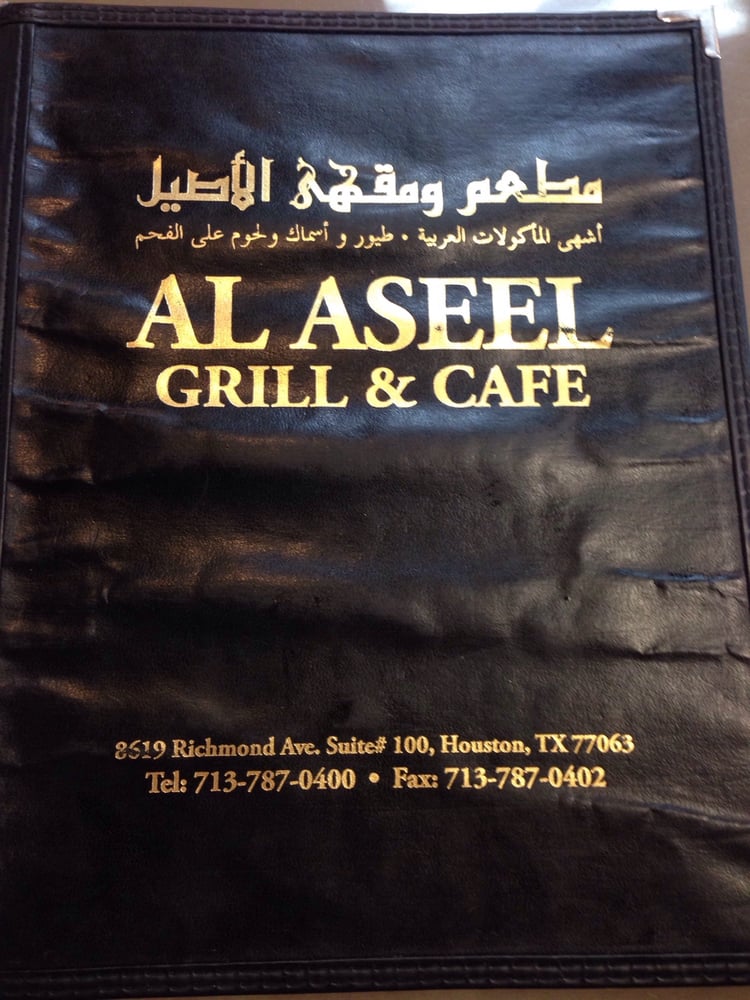 مطعم ومقهى الأصيل
أشهى المأكولات العربية • طيور و أسماك ولحوم على الفحم
AL ASEEL
GRILL & CAFE
8619 Richmond Ave. Suite# 100, Houston, TX 77063
Tel: 713-787-0400 • Fax: 713-787-0402